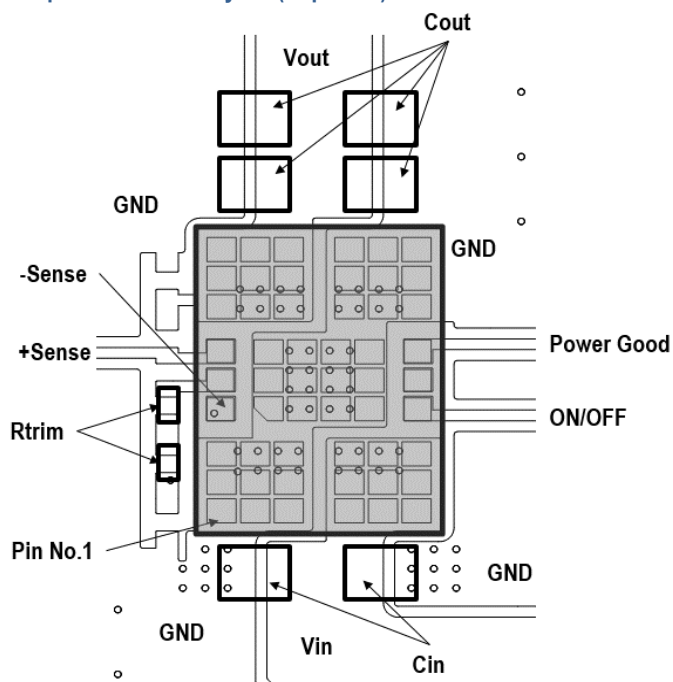 Cout
Vout
GND
GND
-Sense
+Sense
Power Good
Rtrim
ON/OFF
Pin No.1
GND
GND
Vin
Cin